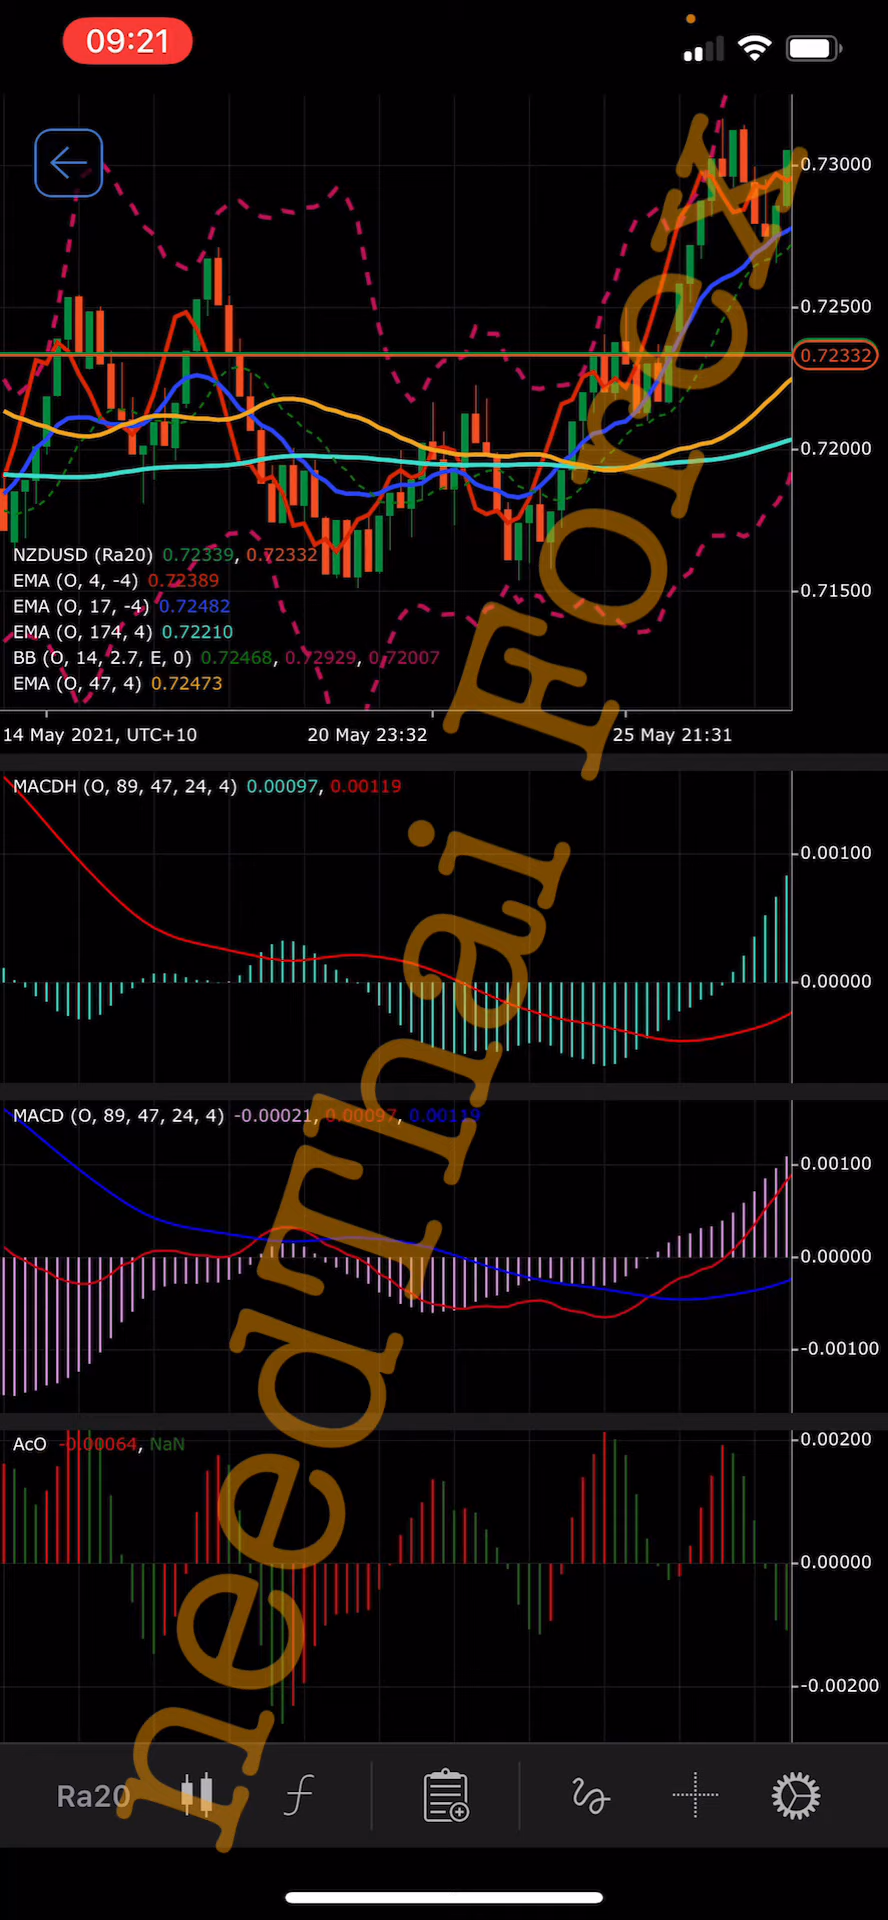 09:21
0.73000
0.72500
0.72332
0.72000
0.71500
NZDUSD (Ra20) 0.72339, 0.72332
EMA (O, 4, -4) 0.72389
EMA (O, 17, -4) 0.72482
EMA (O, 174, 4) 0.72210
BB (O, 14, 2.7, E, 0) 0.72468, 0.72929, 0.72007
EMA (O, 47, 4) 0.72473
14 May 2021, UTC+10 20 May 23:32 25 May 21:31
MACDH (O, 89, 47, 24, 4) 0.00097, 0.00119
0.00100
0.00000
MACD (O, 89, 47, 24, 4) -0.00021, 0.00097, 0.00119
0.00100
0.00000
-0.00100
AcO -0.00064, NaN
0.00200
0.00000
-0.00200
Ra20
needThai Forex